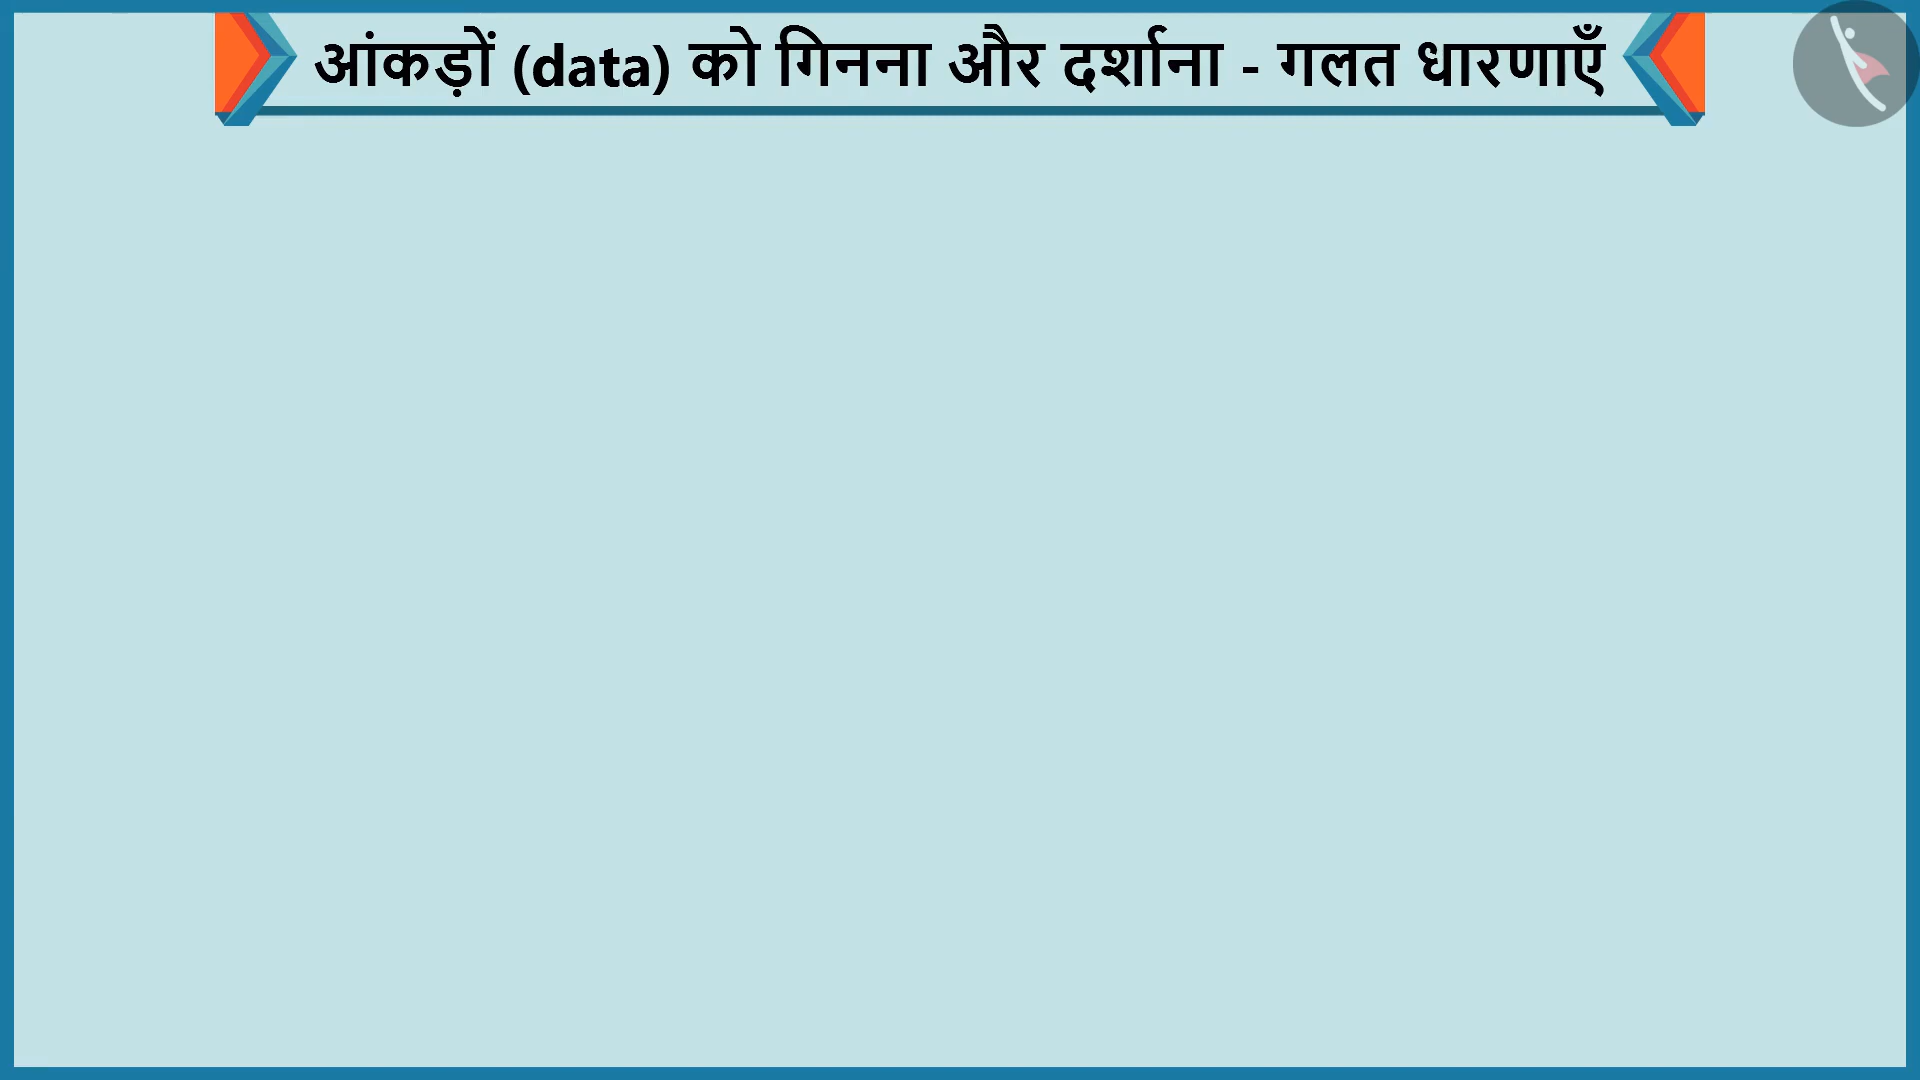 आंकड़ों (data) को गिनना और दर्शाना - गलत धारणाएँ